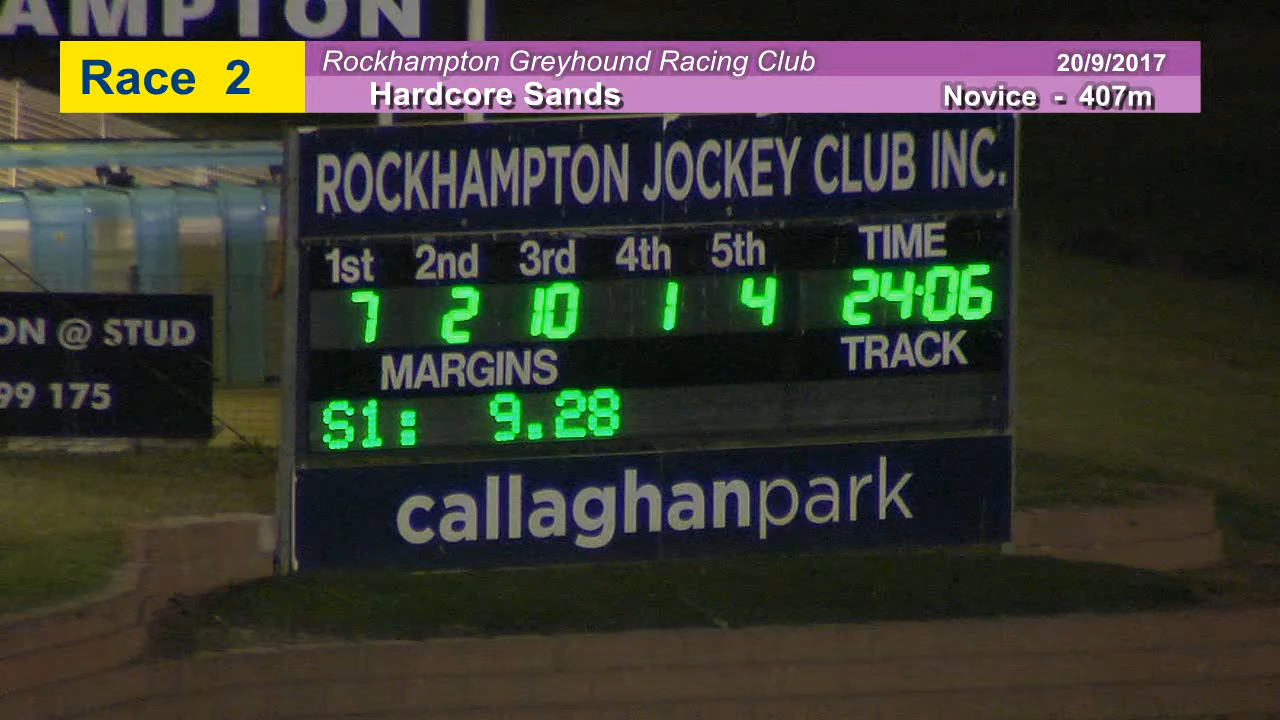 AMPTON
Race 2
Rockhampton Greyhound Racing Club
20/9/2017
Hardcore Sands
Novice - 407m
ROCKHAMPTON JOCKEY CLUB INC.
1st 2nd 3rd 4th 5th TIME
7 2 10 1 4 24:06
MARGINS TRACK
S1: 9.28
callaghanpark
ON @ STUD
99 175